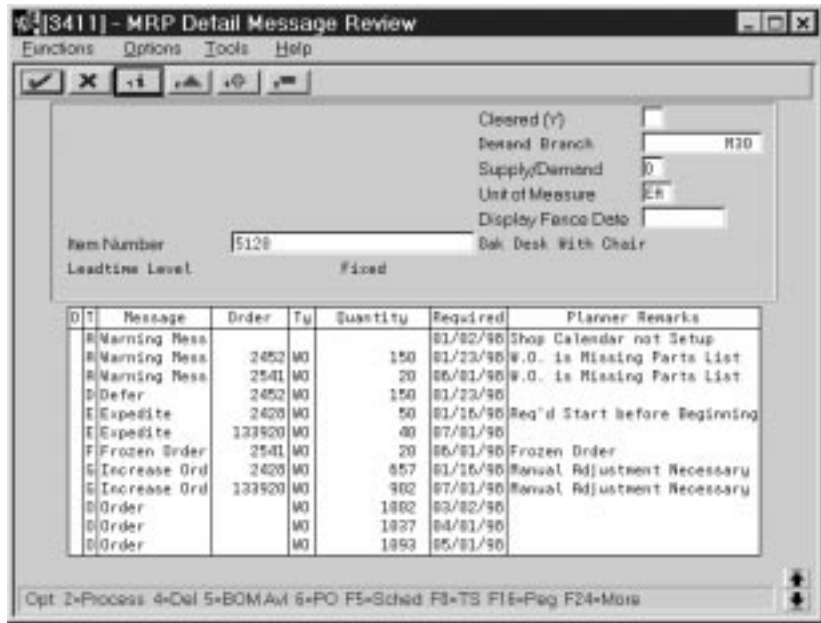 [3411] - MRP Detail Message Review
Functions Options Tools Help
Cleared (Y)
Demand Branch M30
Supply/Demand D
Unit of Measure EA
Display Fence Date
Item Number 5120 Oak Desk With Chair
Leadtime Level Fixed
O T Message Order Ty Quantity Required Planner Remarks
Warning Mess 01/02/98 Shop Calendar not Setup
Warning Mess 2452 WO 150 01/23/98 W.O. is Missing Parts List
Warning Mess 2541 WO 20 06/01/98 W.O. is Missing Parts List
D Defer 2452 WO 150 01/23/98
E Expedite 2428 WO 50 01/16/98 Req'd Start before Beginning
E Expedite 133920 WO 40 07/01/98
F Frozen Order 2541 WO 20 06/01/98 Frozen Order
G Increase Ord 2428 WO 657 01/16/98 Manual Adjustment Necessary
G Increase Ord 133920 WO 902 07/01/98 Manual Adjustment Necessary
Order WO 03/02/98
Order WO 1037 04/01/98
Order WO 1093 05/01/98
Opt: 2=Process 4=Del 5=BOM Avl 6=PO F5=Sched F8=TS F16=Peg F24=More